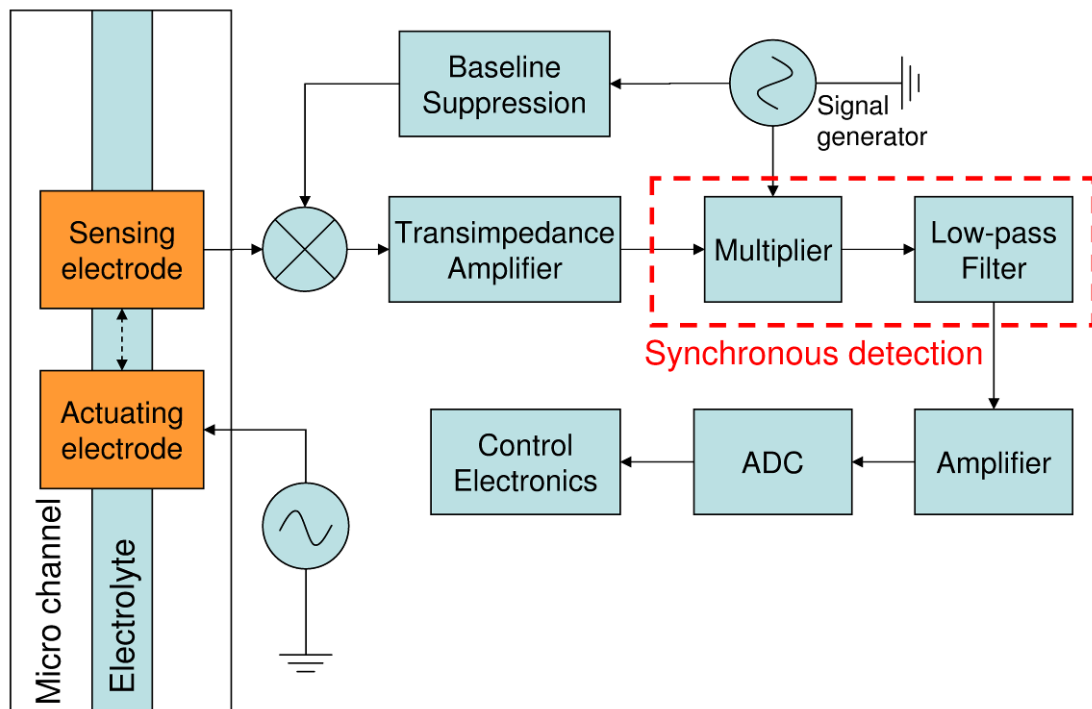 Baseline
Suppression
Signal
generator
Sensing
electrode
Transimpedance
Amplifier
Multiplier
Low-pass
Filter
Synchronous detection
Actuating
electrode
Control
Electronics
ADC
Amplifier
Micro channel
Electrolyte